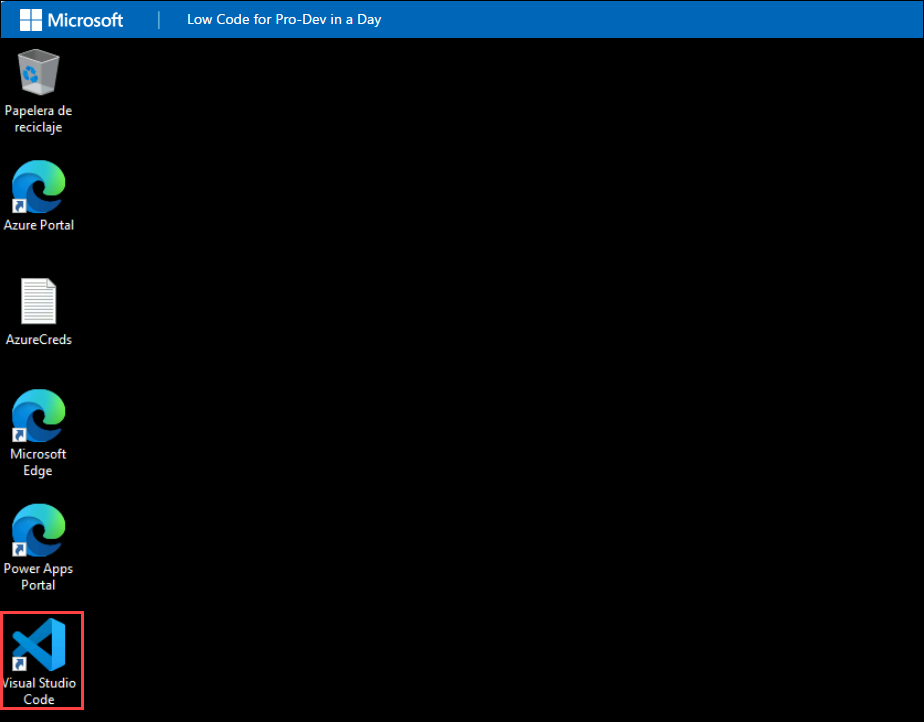 Microsoft | Low Code for Pro-Dev in a Day
Papelera de
reciclaje
Azure Portal
AzureCreds
Microsoft
Edge
Power Apps
Portal
Visual Studio
Code